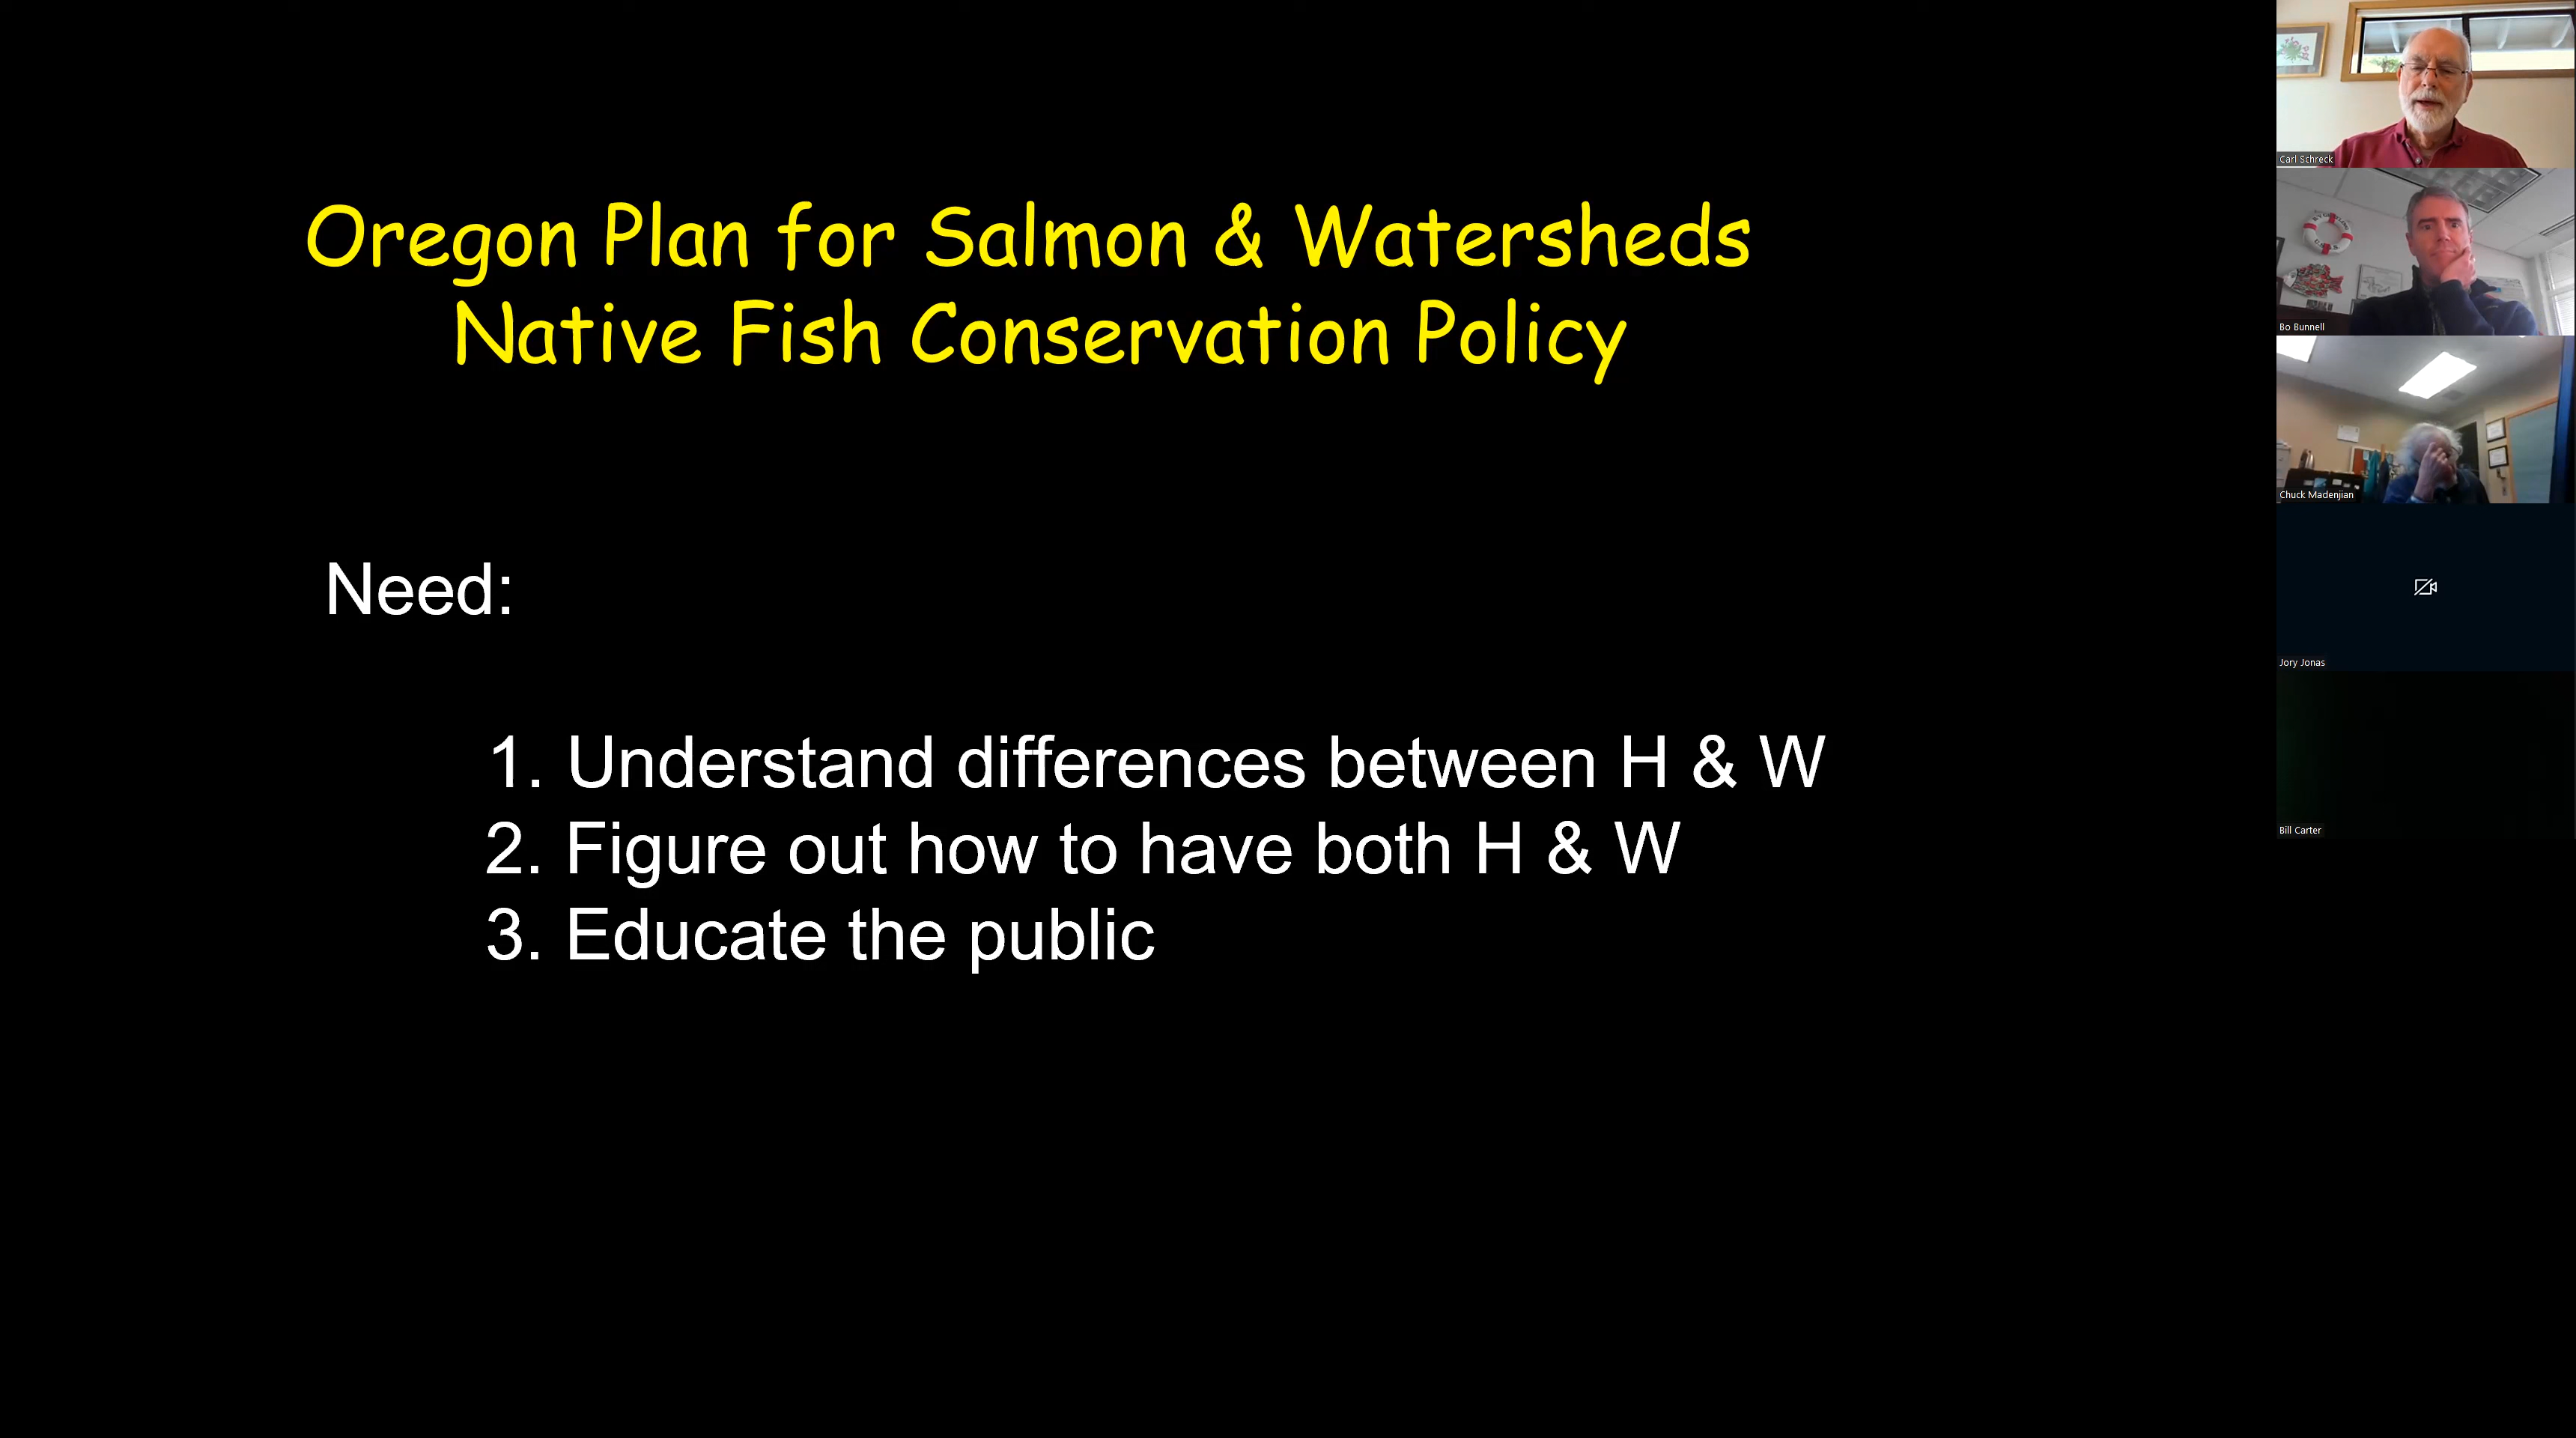 Oregon Plan for Salmon & Watersheds
Native Fish Conservation Policy
Need:
1. Understand differences between H & W
2. Figure out how to have both H & W
3. Educate the public
Carl Schreck
Bo Bunnell
Chuck Madenjian
Jory Jonas
Bill Carter